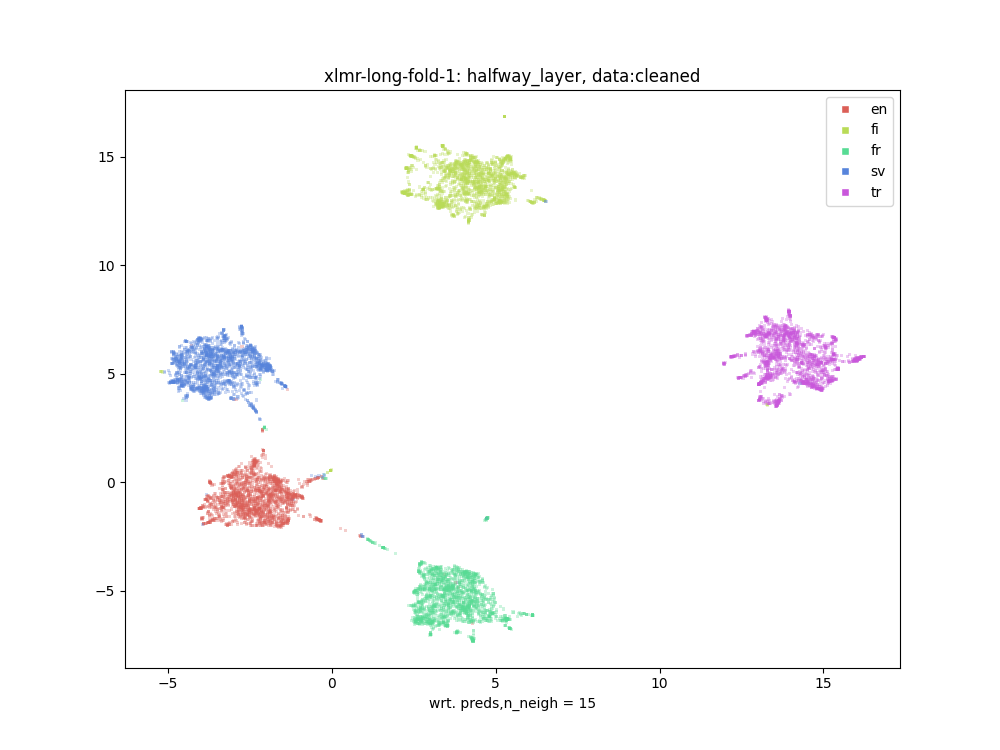 xlmr-long-fold-1: halfway_layer, data:cleaned
en
fi
fr
sv
tr
15
10
5
0
−5
−5
0
5
10
15
wrt. preds,n_neigh = 15